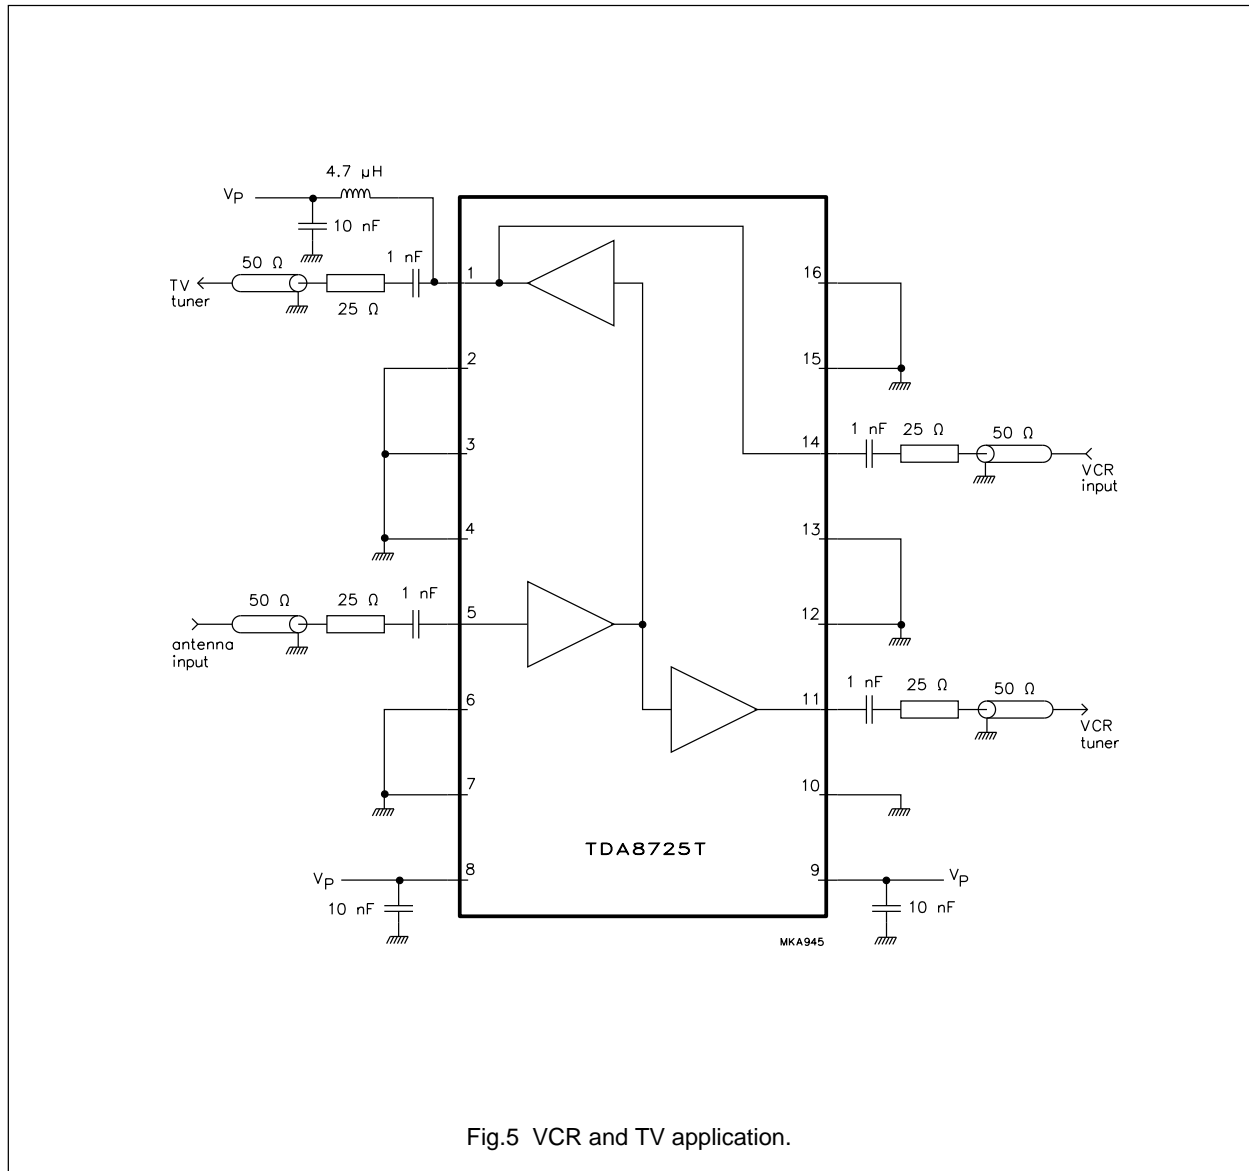 4.7 μH
VP
10 nF
50 Ω
1 nF
1
16
TV
tuner
25 Ω
2
15
3
14
1 nF
25 Ω
50 Ω
VCR
input
4
13
50 Ω
25 Ω
1 nF
5
12
antenna
input
6
11
1 nF
25 Ω
50 Ω
VCR
tuner
7
10
TDA8725T
VP
8
9
VP
10 nF
10 nF
MKA945
Fig.5 VCR and TV application.